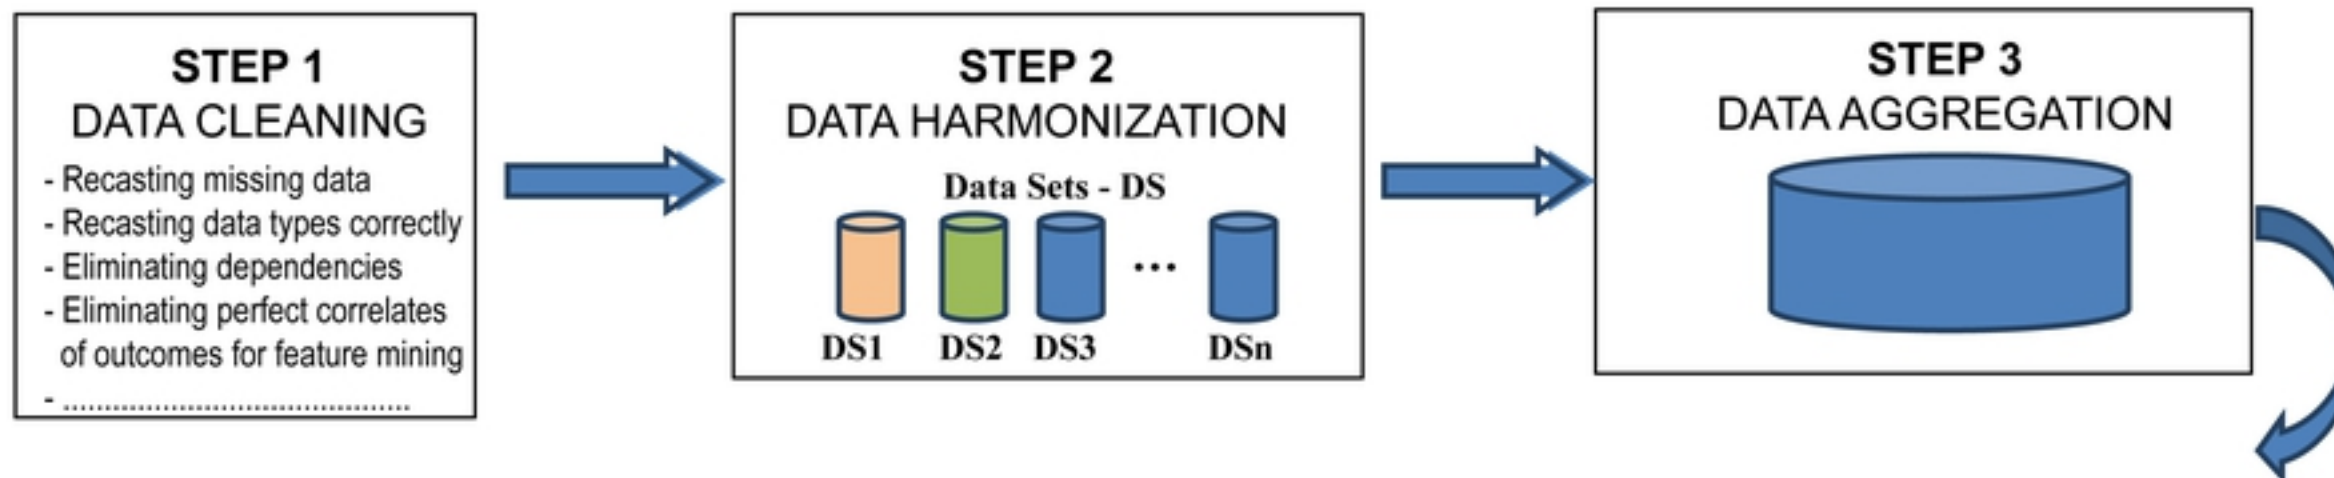 STEP 1
DATA CLEANING
- Recasting missing data
- Recasting data types correctly
- Eliminating dependencies
- Eliminating perfect correlates
of outcomes for feature mining
- ..........................................
STEP 2
DATA HARMONIZATION
Data Sets - DS
...
DS1 DS2 DS3 DSn
STEP 3
DATA AGGREGATION